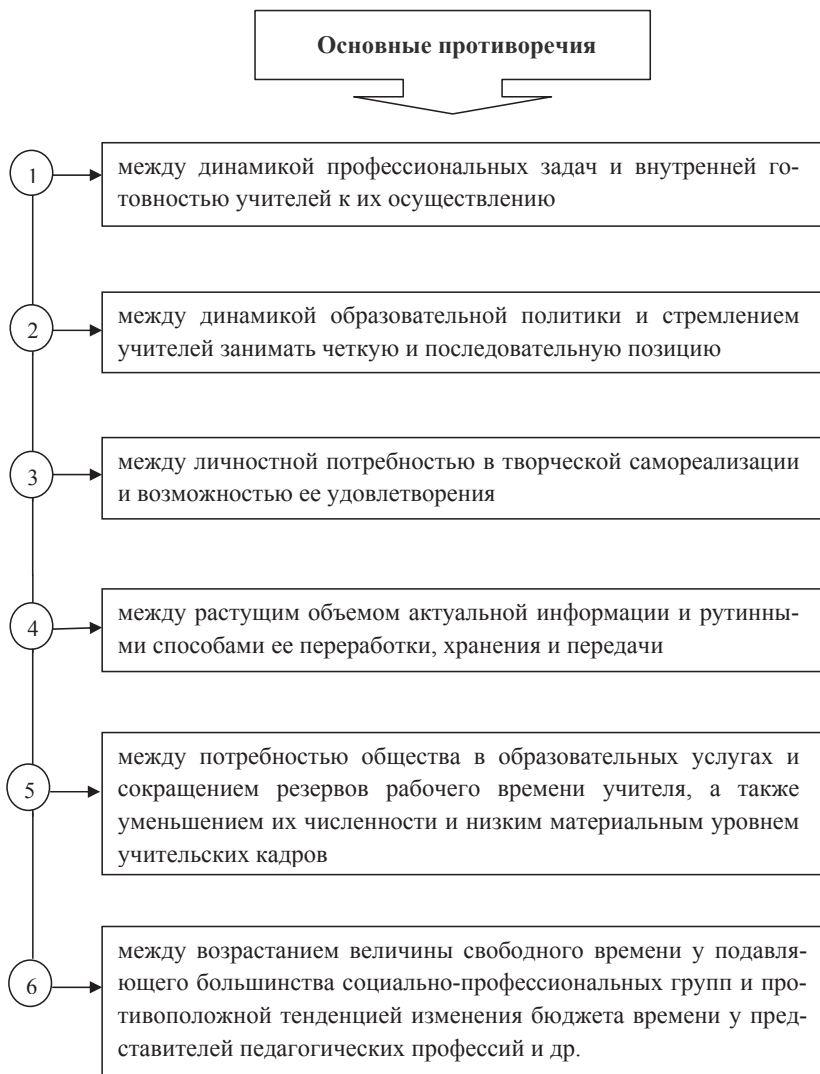 Основные противоречия
1
между динамикой профессиональных задач и внутренней го-
товностью учителей к их осуществлению
2
между динамикой образовательной политики и стремлением
учителей занимать четкую и последовательную позицию
3
между личностной потребностью в творческой самореализации
и возможностью ее удовлетворения
4
между растущим объемом актуальной информации и рутинны-
ми способами ее переработки, хранения и передачи
5
между потребностью общества в образовательных услугах и
сокращением резервов рабочего времени учителя, а также
уменьшением их численности и низким материальным уровнем
учительских кадров
6
между возрастанием величины свободного времени у подавля-
ющего большинства социально-профессиональных групп и про-
тивоположной тенденцией изменения бюджета времени у пред-
ставителей педагогических профессий и др.